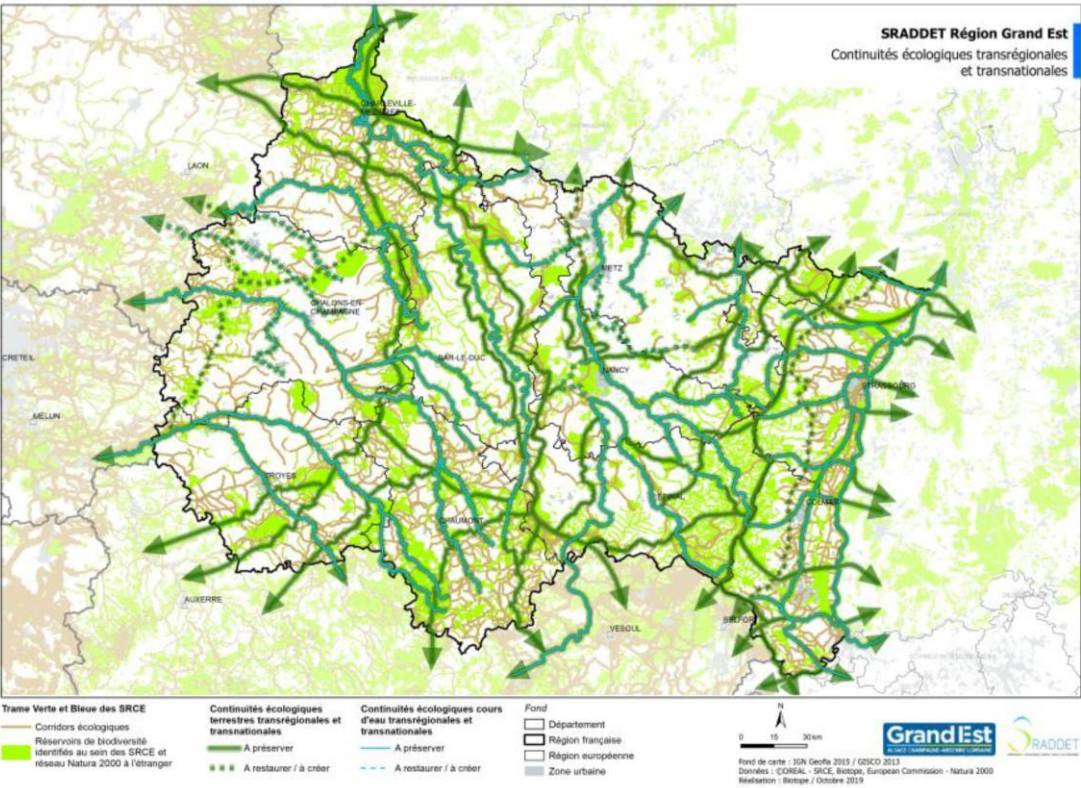 SRADDET Région Grand Est
Continuités écologiques transrégionales
et transnationales
CHARLEVILLE-
LAON
METZ
CHALONS-EN-
CHAMPAGNE
CRETEIL
BAR-LE-DUC
NANCY
STRASBOURG
MELUN
TROYES
EPINAL
COLMAR
CHAUMONT
AUXERRE
VESOUL
BELFORT
Trame Verte et Bleue des SRCE
Corridors écologiques
Réservoirs de biodiversité
identifiés au sein des SRCE et
réseau Natura 2000 à l'étranger
Continuités écologiques
terrestres transrégionales et
transnationales
A préserver
A restaurer / à créer
Continuités écologiques cours
d'eau transrégionales et
transnationales
A préserver
A restaurer / à créer
Fond
Département
Région française
Région européenne
Zone urbaine
N
0 15 30 km
Fond de carte : IGN Geofla 2015 / GISCO 2013
Données : ©DREAL - SRCE, Biotope, European Commission - Natura 2000
Réalisation : Biotope / Octobre 2019
Grand Est
ALSACE CHAMPAGNE-ARDENNE LORRAINE
SRADDET